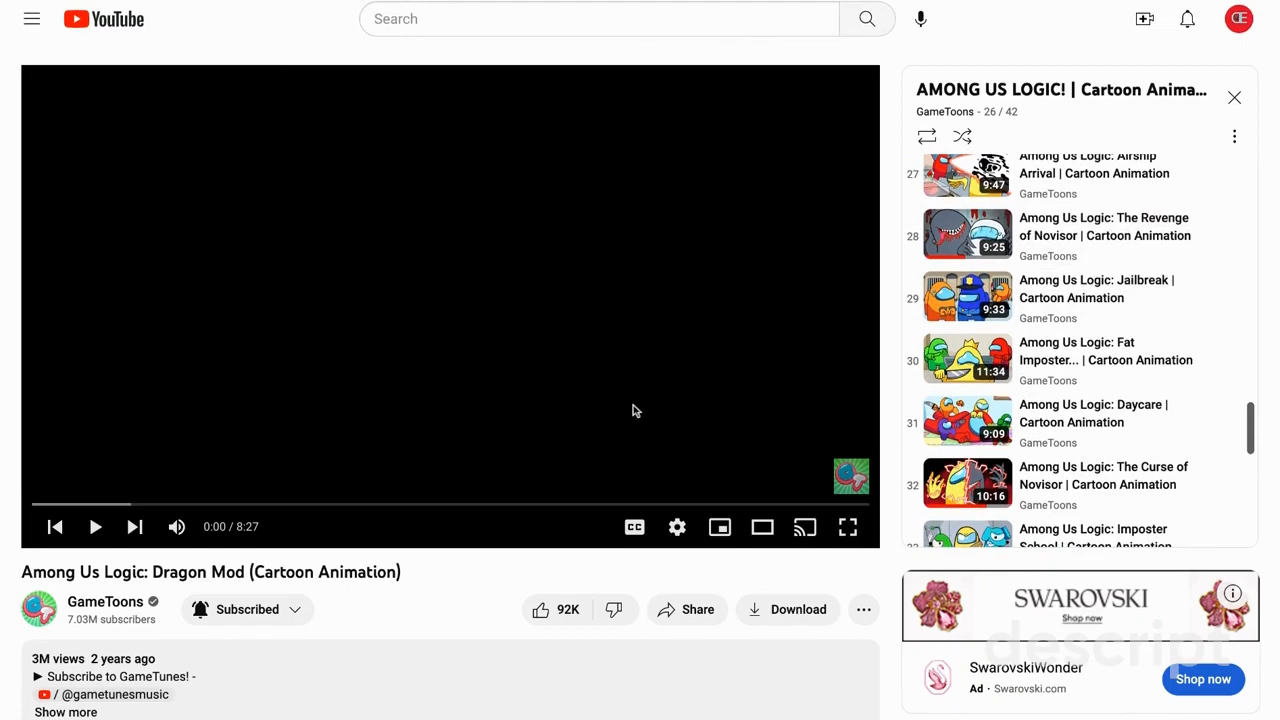 YouTube
Search
CE
AMONG US LOGIC! | Cartoon Anima...
GameToons - 26 / 42
27
Among Us Logic: Airship
Arrival | Cartoon Animation
GameToons
9:47
28
Among Us Logic: The Revenge
of Novisor | Cartoon Animation
GameToons
9:25
29
Among Us Logic: Jailbreak |
Cartoon Animation
GameToons
9:33
30
Among Us Logic: Fat
Imposter... | Cartoon Animation
GameToons
11:34
31
Among Us Logic: Daycare |
Cartoon Animation
GameToons
9:09
32
Among Us Logic: The Curse of
Novisor | Cartoon Animation
GameToons
10:16
Among Us Logic: Imposter
School | Cartoon Animation
0:00 / 8:27
CC
Among Us Logic: Dragon Mod (Cartoon Animation)
GameToons
7.03M subscribers
Subscribed
92K
Share
Download
3M views 2 years ago
► Subscribe to GameTunes! -
/ @gametunesmusic
Show more
SWAROVSKI
Shop now
descript
SwarovskiWonder
Ad · Swarovski.com
Shop now